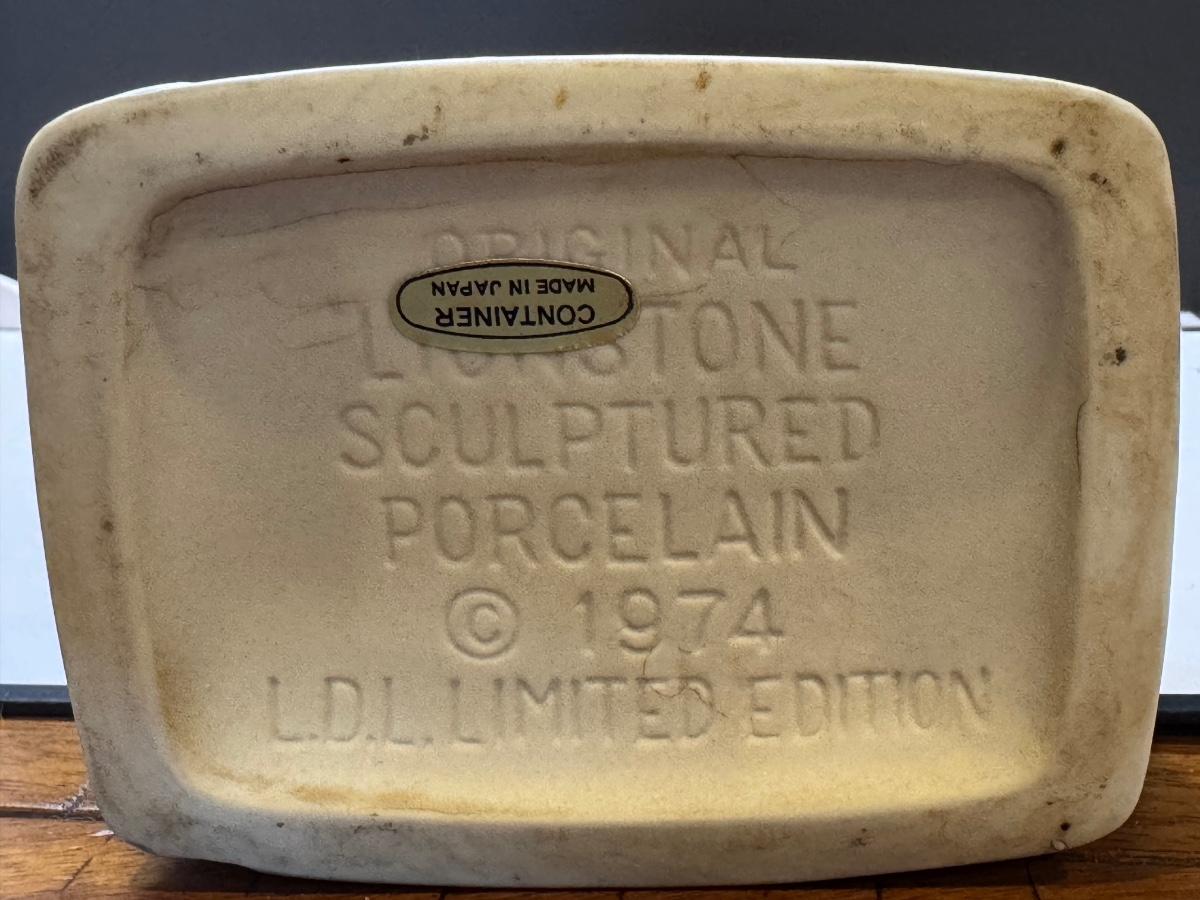 ORIGINAL
LIONSTONE
SCULPTURED
PORCELAIN
© 1974
L.D.L. LIMITED EDITION
CONTAINER
MADE IN JAPAN